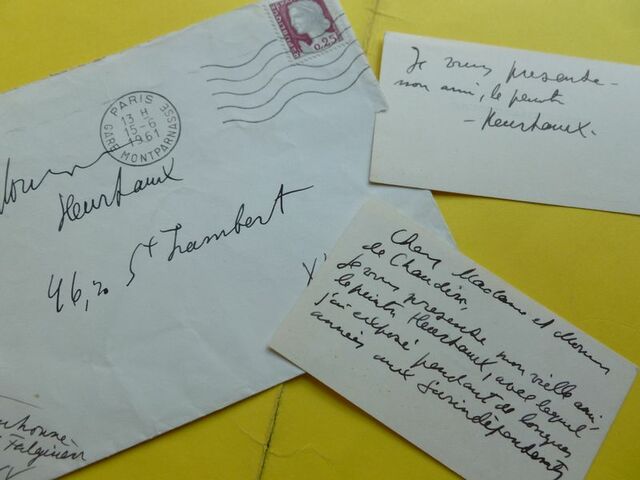 0,25
PARIS
13 H
15-6
1961
GARE MONTPARNASSE
Heurtaux
46, r. St Lambert
Falguière
Je vous présente
mon ami, le peintre
-Heurtaux-
Madame et Monsieur
de
Je vous présente mon vieil ami,
le peintre Heurtaux, avec lequel
j'ai exposé pendant de longues
années aux surindépendants